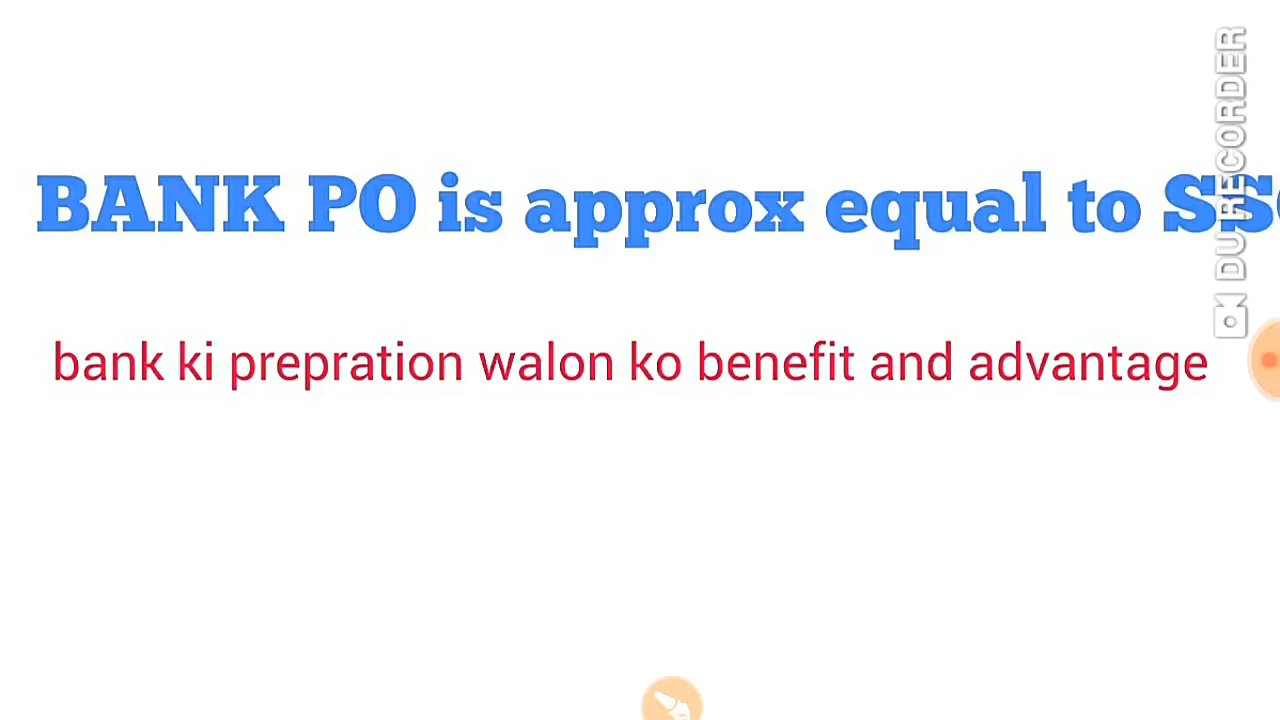 BANK PO is approx equal to
bank ki prepration walon ko benefit and advantage
DU RECORDER